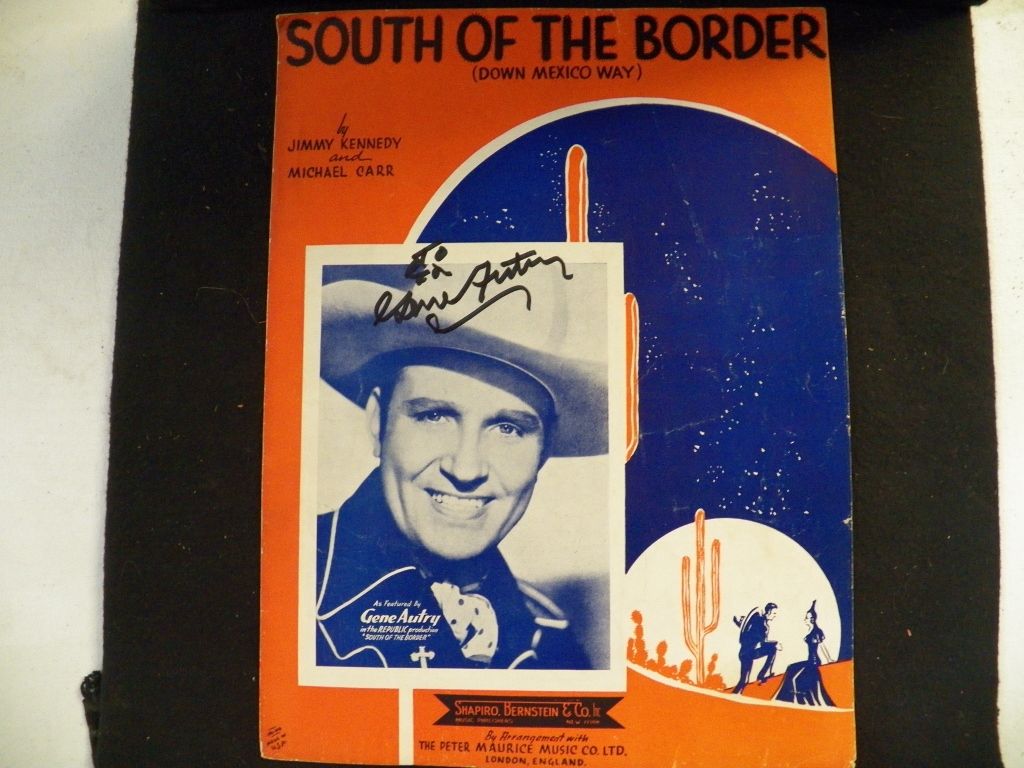 SOUTH OF THE BORDER
(DOWN MEXICO WAY)
by
JIMMY KENNEDY
and
MICHAEL CARR
To
Gene Autry
As Featured By
Gene Autry
in the REPUBLIC production
"SOUTH OF THE BORDER"
SHAPIRO, BERNSTEIN & CO. INC
MUSIC PUBLISHERS NEW YORK
By Arrangement with
THE PETER MAURICE MUSIC CO. LTD.
LONDON, ENGLAND.
U.S.A.